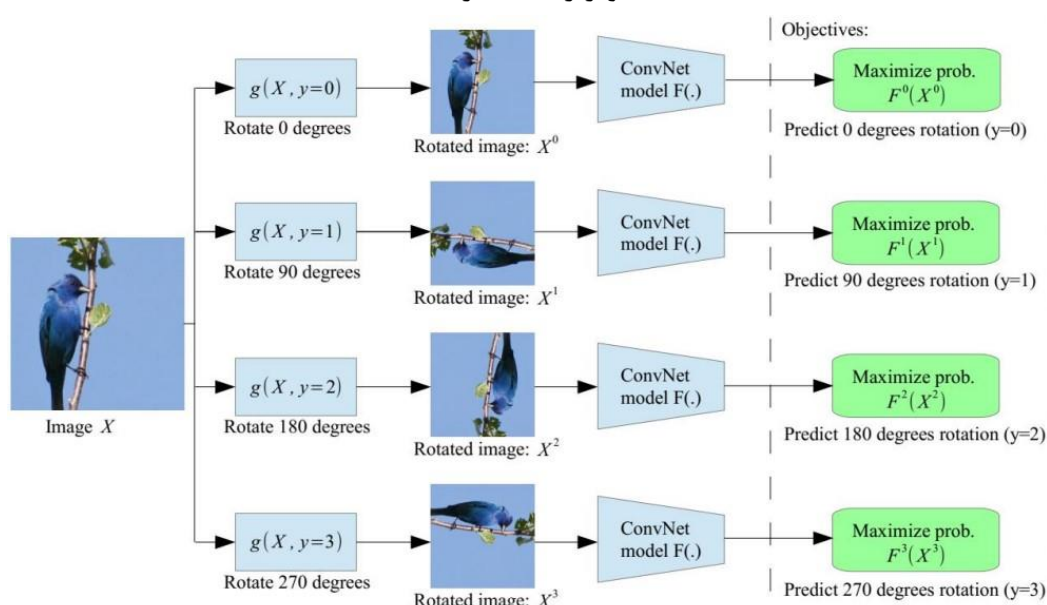 Objectives:
g(X, y=0)
Rotate 0 degrees
Rotated image: X⁰
ConvNet
model F(.)
Maximize prob.
F⁰(X⁰)
Predict 0 degrees rotation (y=0)
g(X, y=1)
Rotate 90 degrees
Rotated image: X¹
ConvNet
model F(.)
Maximize prob.
F¹(X¹)
Predict 90 degrees rotation (y=1)
Image X
g(X, y=2)
Rotate 180 degrees
Rotated image: X²
ConvNet
model F(.)
Maximize prob.
F²(X²)
Predict 180 degrees rotation (y=2)
g(X, y=3)
Rotate 270 degrees
Rotated image: X³
ConvNet
model F(.)
Maximize prob.
F³(X³)
Predict 270 degrees rotation (y=3)